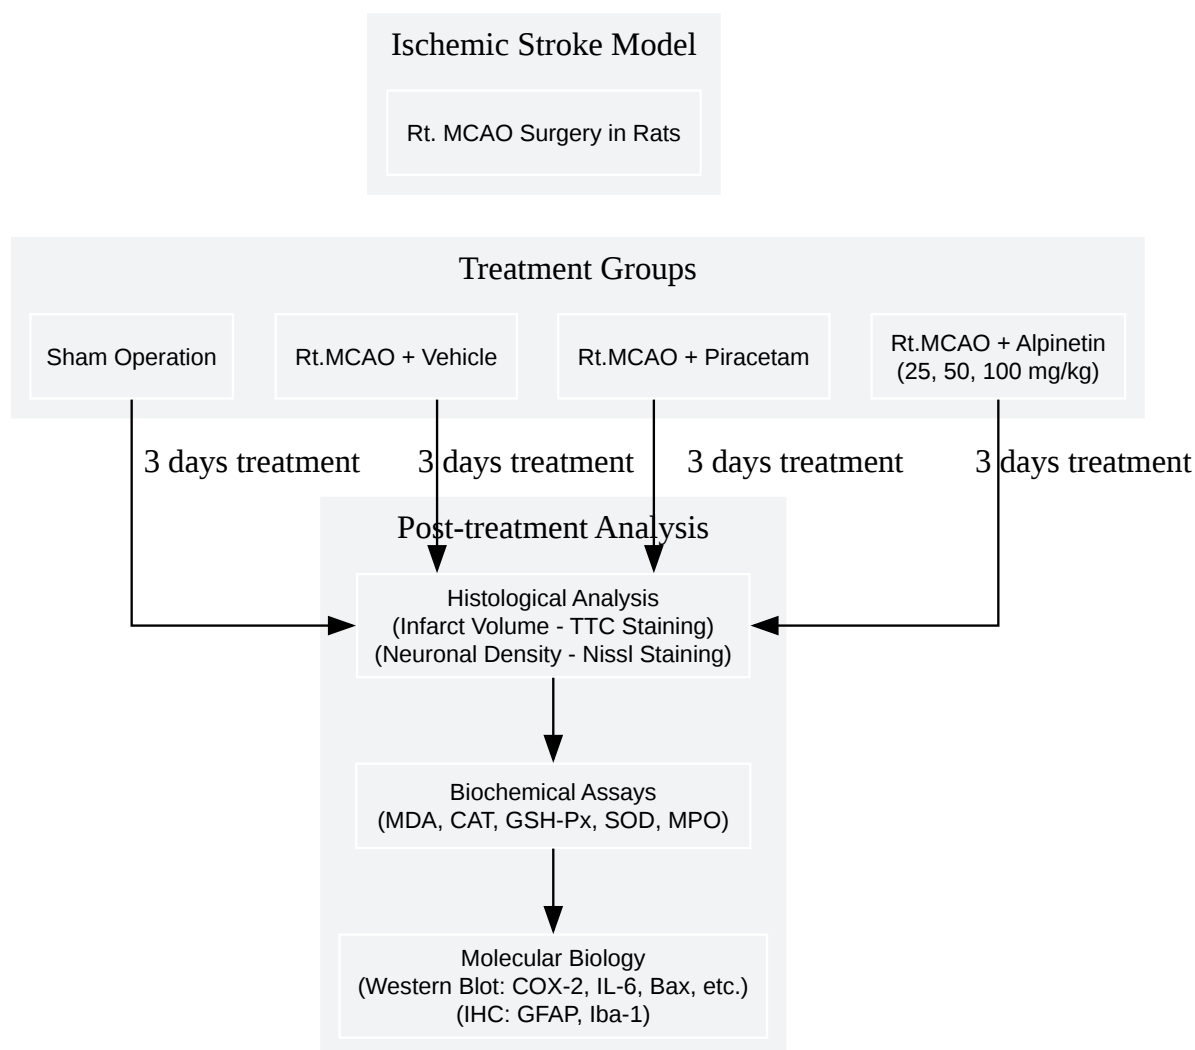 Ischemic Stroke Model
Rt. MCAO Surgery in Rats
Treatment Groups
Sham Operation
Rt.MCAO + Vehicle
Rt.MCAO + Piracetam
Rt.MCAO + Alpinetin
(25, 50, 100 mg/kg)
3 days treatment
3 days treatment
3 days treatment
3 days treatment
Post-treatment Analysis
Histological Analysis
(Infarct Volume - TTC Staining)
(Neuronal Density - Nissl Staining)
Biochemical Assays
(MDA, CAT, GSH-Px, SOD, MPO)
Molecular Biology
(Western Blot: COX-2, IL-6, Bax, etc.)
(IHC: GFAP, Iba-1)